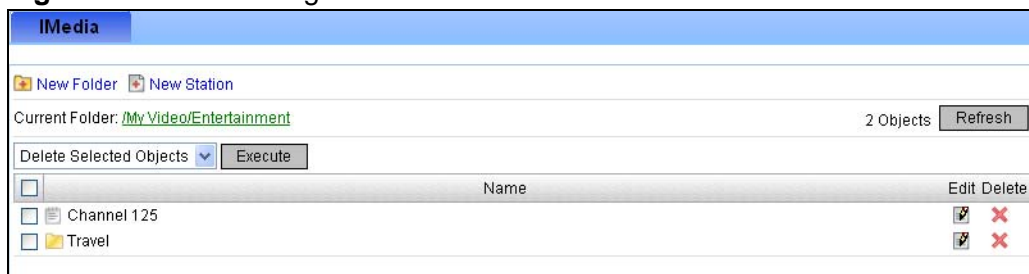 IMedia
New Folder New Station
Current Folder: /My Video/Entertainment 2 Objects Refresh
Delete Selected Objects Execute
Name Edit Delete
Channel 125
Travel